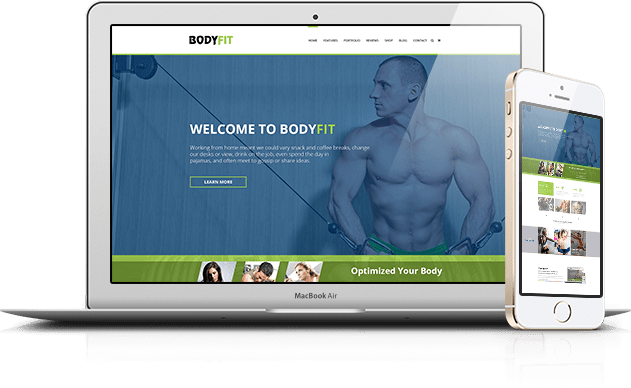 BODYFIT
HOME FEATURES PORTFOLIO REVIEWS SHOP BLOG CONTACT
WELCOME TO BODYFIT
Working from home meant we could vary snack and coffee breaks, change
our desks or view, drink on the job, even spend the day in
pajamas, and often meet to gossip or share ideas.
LEARN MORE
Optimized Your Body
MacBook Air